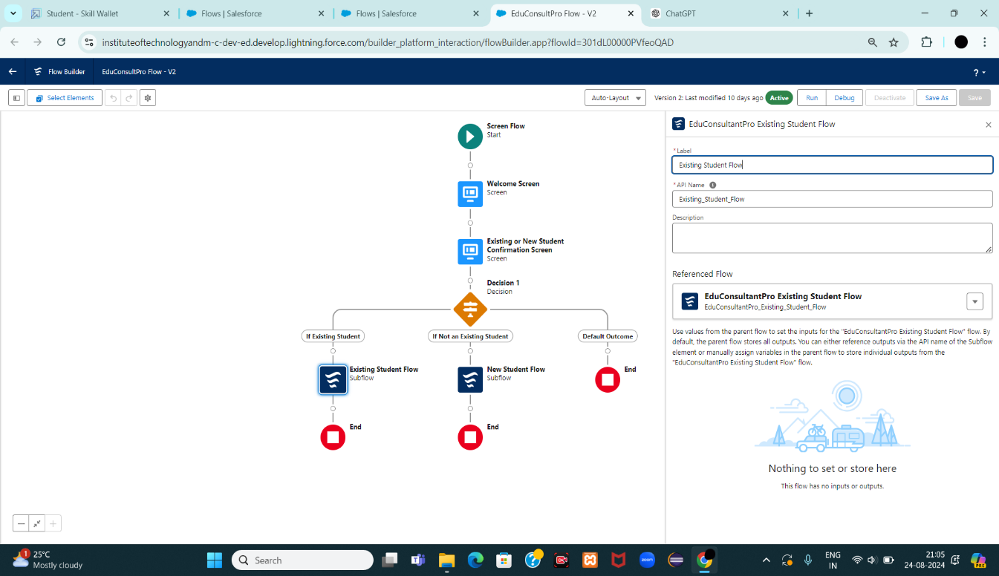 Student - Skill Wallet
Flows | Salesforce
Flows | Salesforce
EduConsultPro Flow - V2
ChatGPT
instituteoftechnologyandm-c-dev-ed.develop.lightning.force.com/builder_platform_interaction/flowBuilder.app?flowId=301dL00000PVfeoQAD
Flow Builder
EduConsultPro Flow - V2
?
Select Elements
Auto-Layout
Version 2: Last modified 10 days ago
Active
Run
Debug
Deactivate
Save As
Save
Screen Flow
Start
Welcome Screen
Screen
Existing or New Student
Confirmation Screen
Screen
Decision 1
Decision
If Existing Student
If Not an Existing Student
Default Outcome
Existing Student Flow
Subflow
New Student Flow
Subflow
End
End
End
EduConsultantPro Existing Student Flow
* Label
Existing Student Flow
* API Name
Existing_Student_Flow
Description
Referenced Flow
EduConsultantPro Existing Student Flow
EduConsultantPro_Existing_Student_Flow
Use values from the parent flow to set the inputs for the "EduConsultantPro Existing Student Flow" flow. By
default, the parent flow stores all outputs. You can either reference outputs via the API name of the Subflow
element or manually assign variables in the parent flow to store individual outputs from the
"EduConsultantPro Existing Student Flow" flow.
Nothing to set or store here
This flow has no inputs or outputs.
1
25°C
Mostly cloudy
Search
zoom
ENG
IN
21:05
24-08-2024
PRE